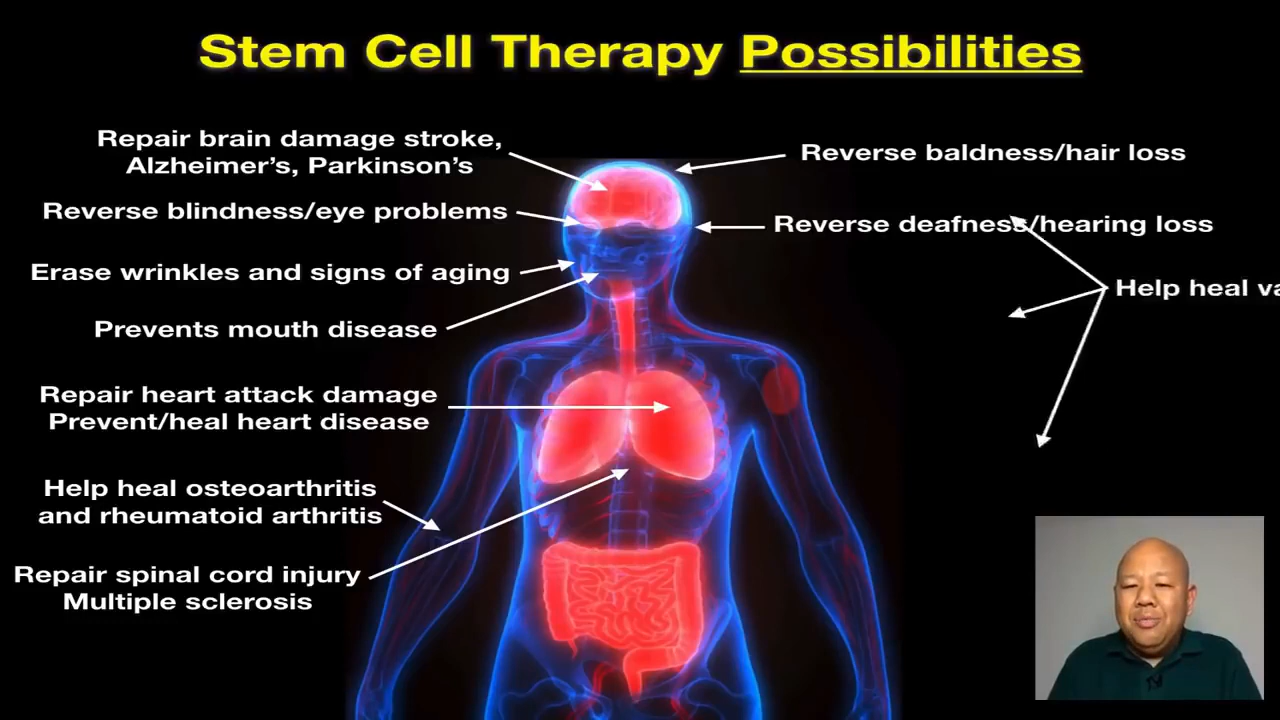 Stem Cell Therapy Possibilities
Repair brain damage stroke,
Alzheimer's, Parkinson's
Reverse blindness/eye problems
Erase wrinkles and signs of aging
Prevents mouth disease
Repair heart attack damage
Prevent/heal heart disease
Help heal osteoarthritis
and rheumatoid arthritis
Repair spinal cord injury
Multiple sclerosis
Reverse baldness/hair loss
Reverse deafness/hearing loss
Help heal